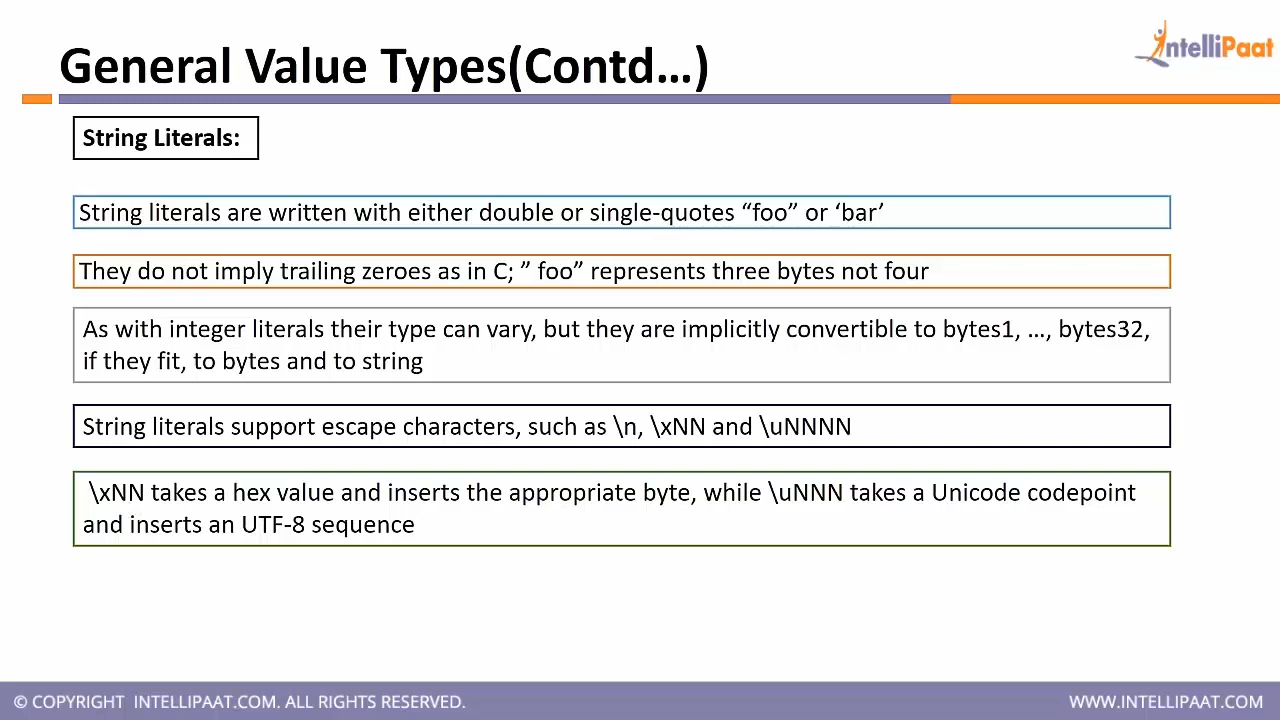 General Value Types(Contd...)
IntelliPaat
String Literals:
String literals are written with either double or single-quotes “foo” or ‘bar’
They do not imply trailing zeroes as in C; ” foo” represents three bytes not four
As with integer literals their type can vary, but they are implicitly convertible to bytes1, …, bytes32,
if they fit, to bytes and to string
String literals support escape characters, such as \n, \xNN and \uNNNN
\xNN takes a hex value and inserts the appropriate byte, while \uNNN takes a Unicode codepoint
and inserts an UTF-8 sequence
© COPYRIGHT INTELLIPAAT.COM. ALL RIGHTS RESERVED.
WWW.INTELLIPAAT.COM